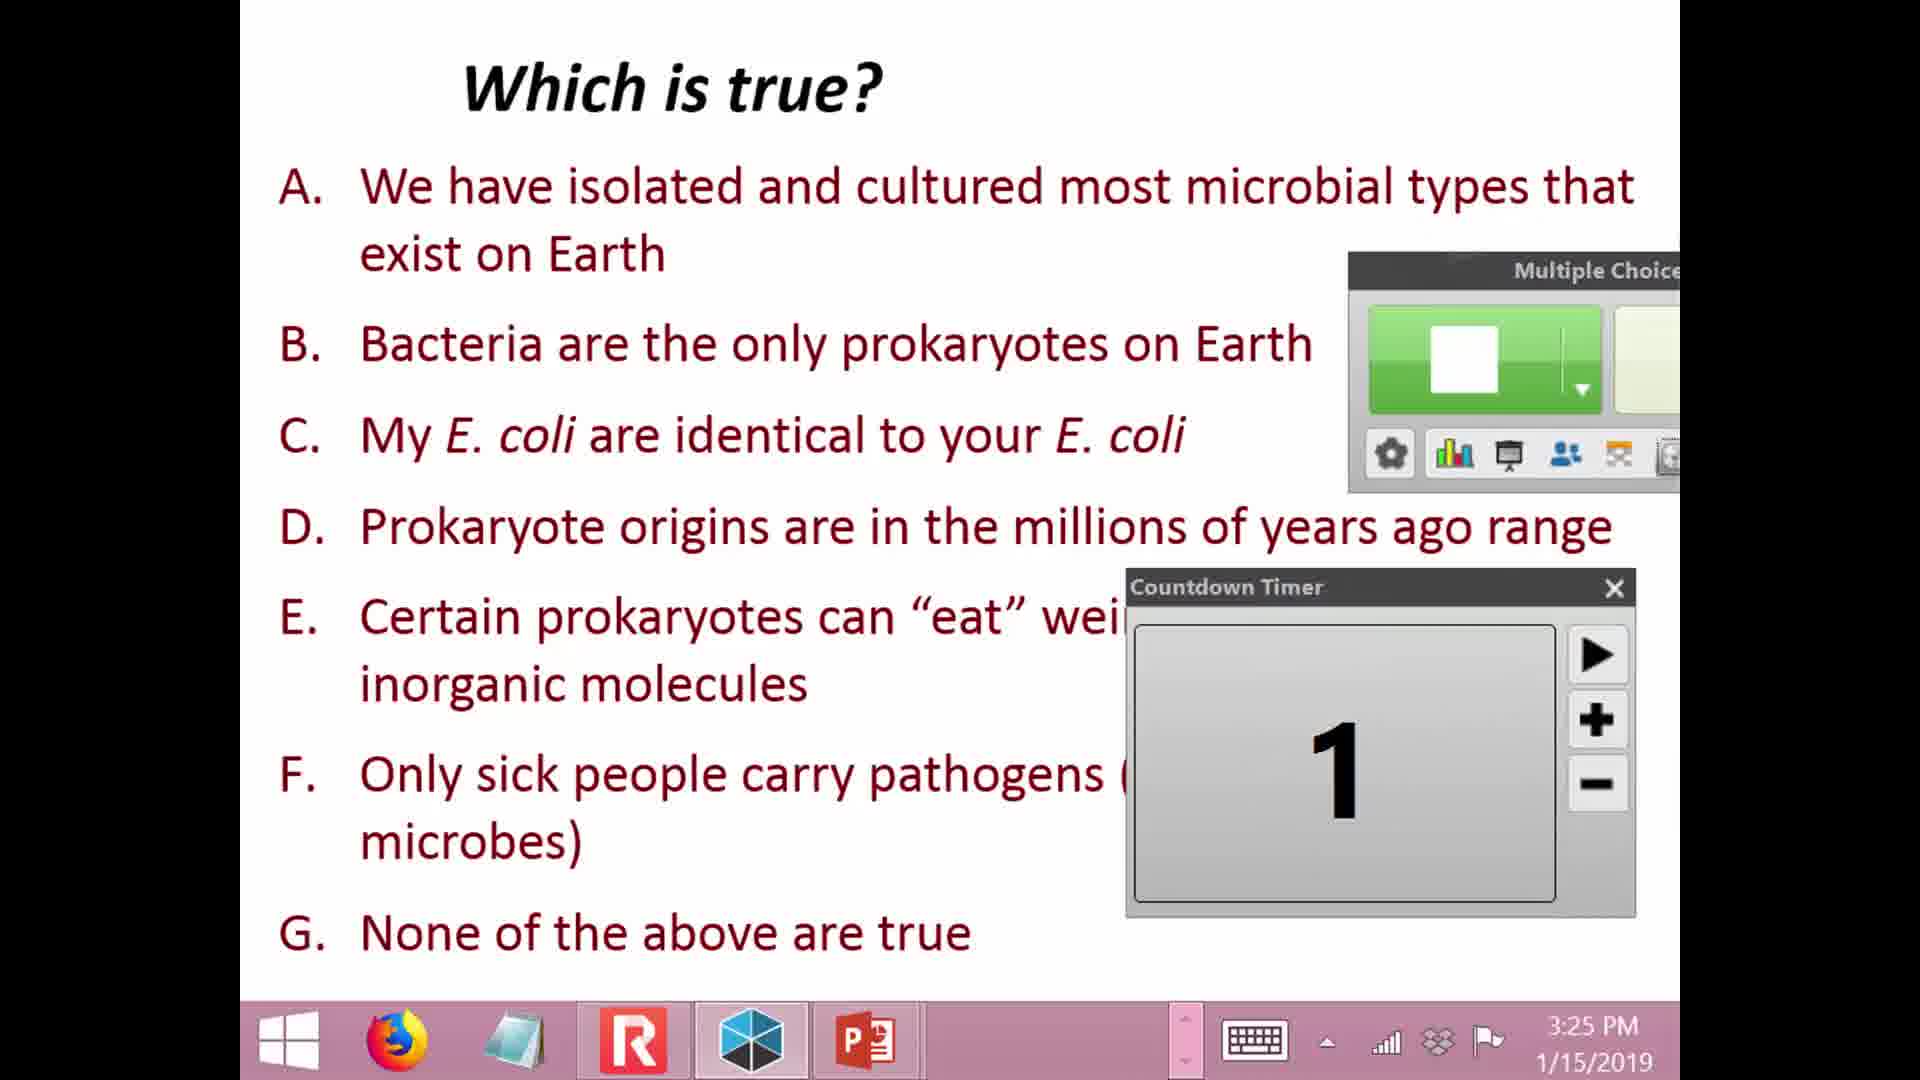 Which is true?
A. We have isolated and cultured most microbial types that
exist on Earth
Multiple Choice
B. Bacteria are the only prokaryotes on Earth
C. My E. coli are identical to your E. coli
D. Prokaryote origins are in the millions of years ago range
Countdown Timer
E. Certain prokaryotes can “eat”
inorganic molecules
1
F. Only sick people carry pathogens (
microbes)
G. None of the above are true
3:25 PM
1/15/2019